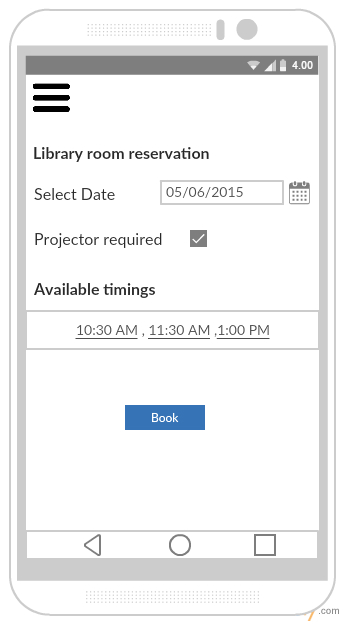 4.00
Library room reservation
Select Date 05/06/2015
Projector required
Available timings
10:30 AM , 11:30 AM ,1:00 PM
Book
.com